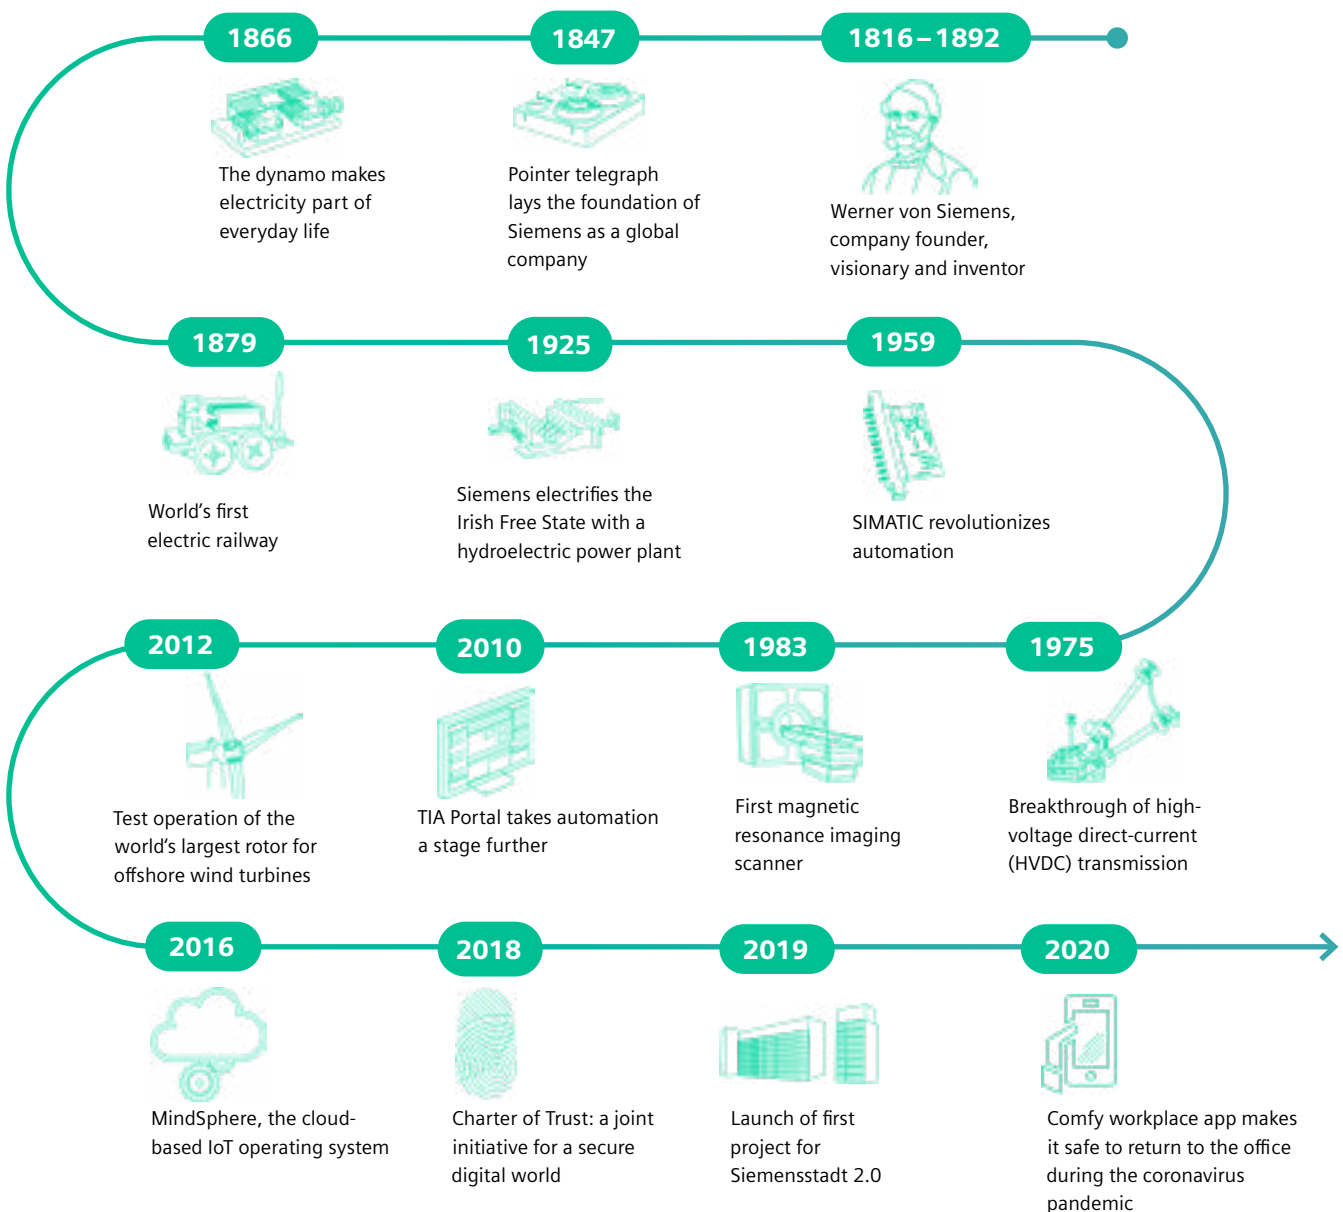 1866
The dynamo makes
electricity part of
everyday life
1847
Pointer telegraph
lays the foundation of
Siemens as a global
company
1816–1892
Werner von Siemens,
company founder,
visionary and inventor
1879
World's first
electric railway
1925
Siemens electrifies the
Irish Free State with a
hydroelectric power plant
1959
SIMATIC revolutionizes
automation
2012
Test operation of the
world's largest rotor for
offshore wind turbines
2010
TIA Portal takes automation
a stage further
1983
First magnetic
resonance imaging
scanner
1975
Breakthrough of high-
voltage direct-current
(HVDC) transmission
2016
MindSphere, the cloud-
based IoT operating system
2018
Charter of Trust: a joint
initiative for a secure
digital world
2019
Launch of first
project for
Siemensstadt 2.0
2020
Comfy workplace app makes
it safe to return to the office
during the coronavirus
pandemic